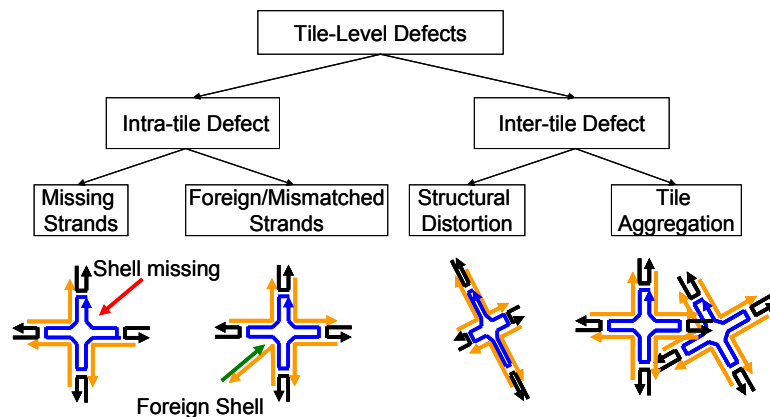 Tile-Level Defects
Intra-tile Defect
Inter-tile Defect
Missing
Strands
Foreign/Mismatched
Strands
Structural
Distortion
Tile
Aggregation
Shell missing
Foreign Shell